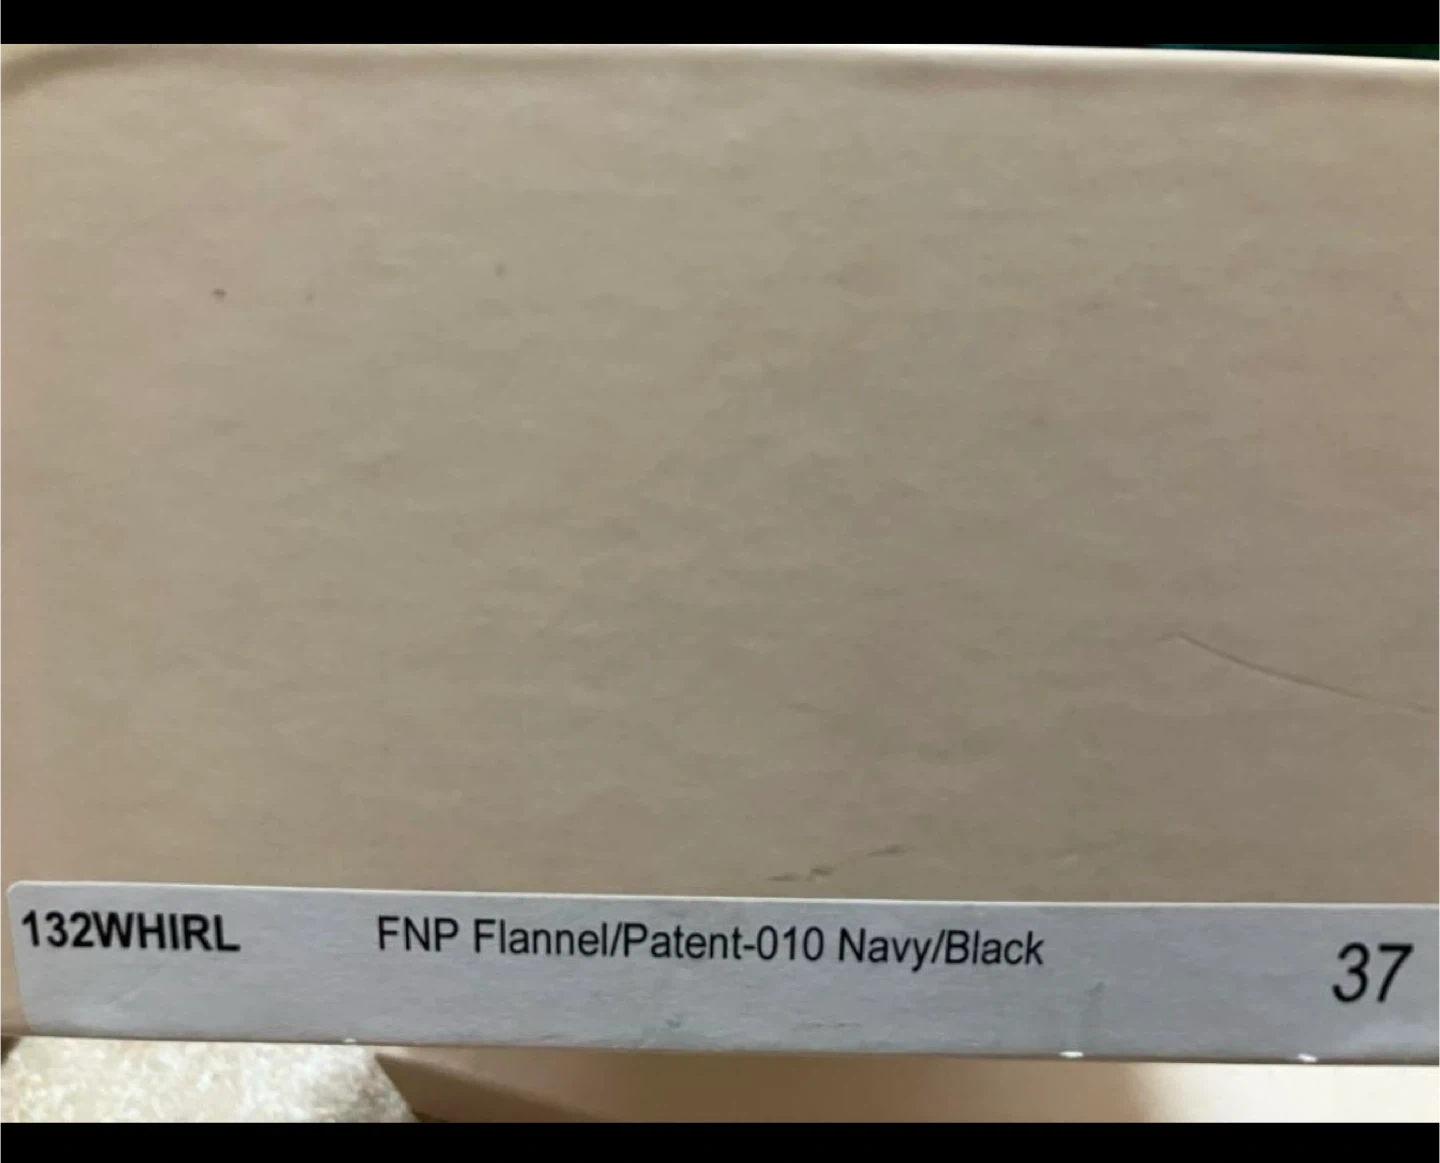 132WHIRL FNP Flannel/Patent-010 Navy/Black 37